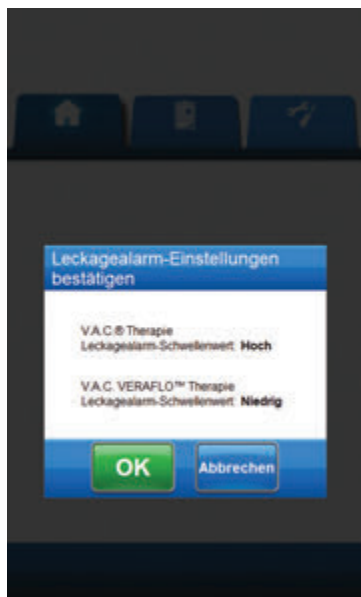 Leckagealarm-Einstellungen
bestätigen
V.A.C.® Therapie
Leckagealarm-Schwellenwert: Hoch
V.A.C. VERAFLO™ Therapie
Leckagealarm-Schwellenwert: Niedrig
OK
Abbrechen